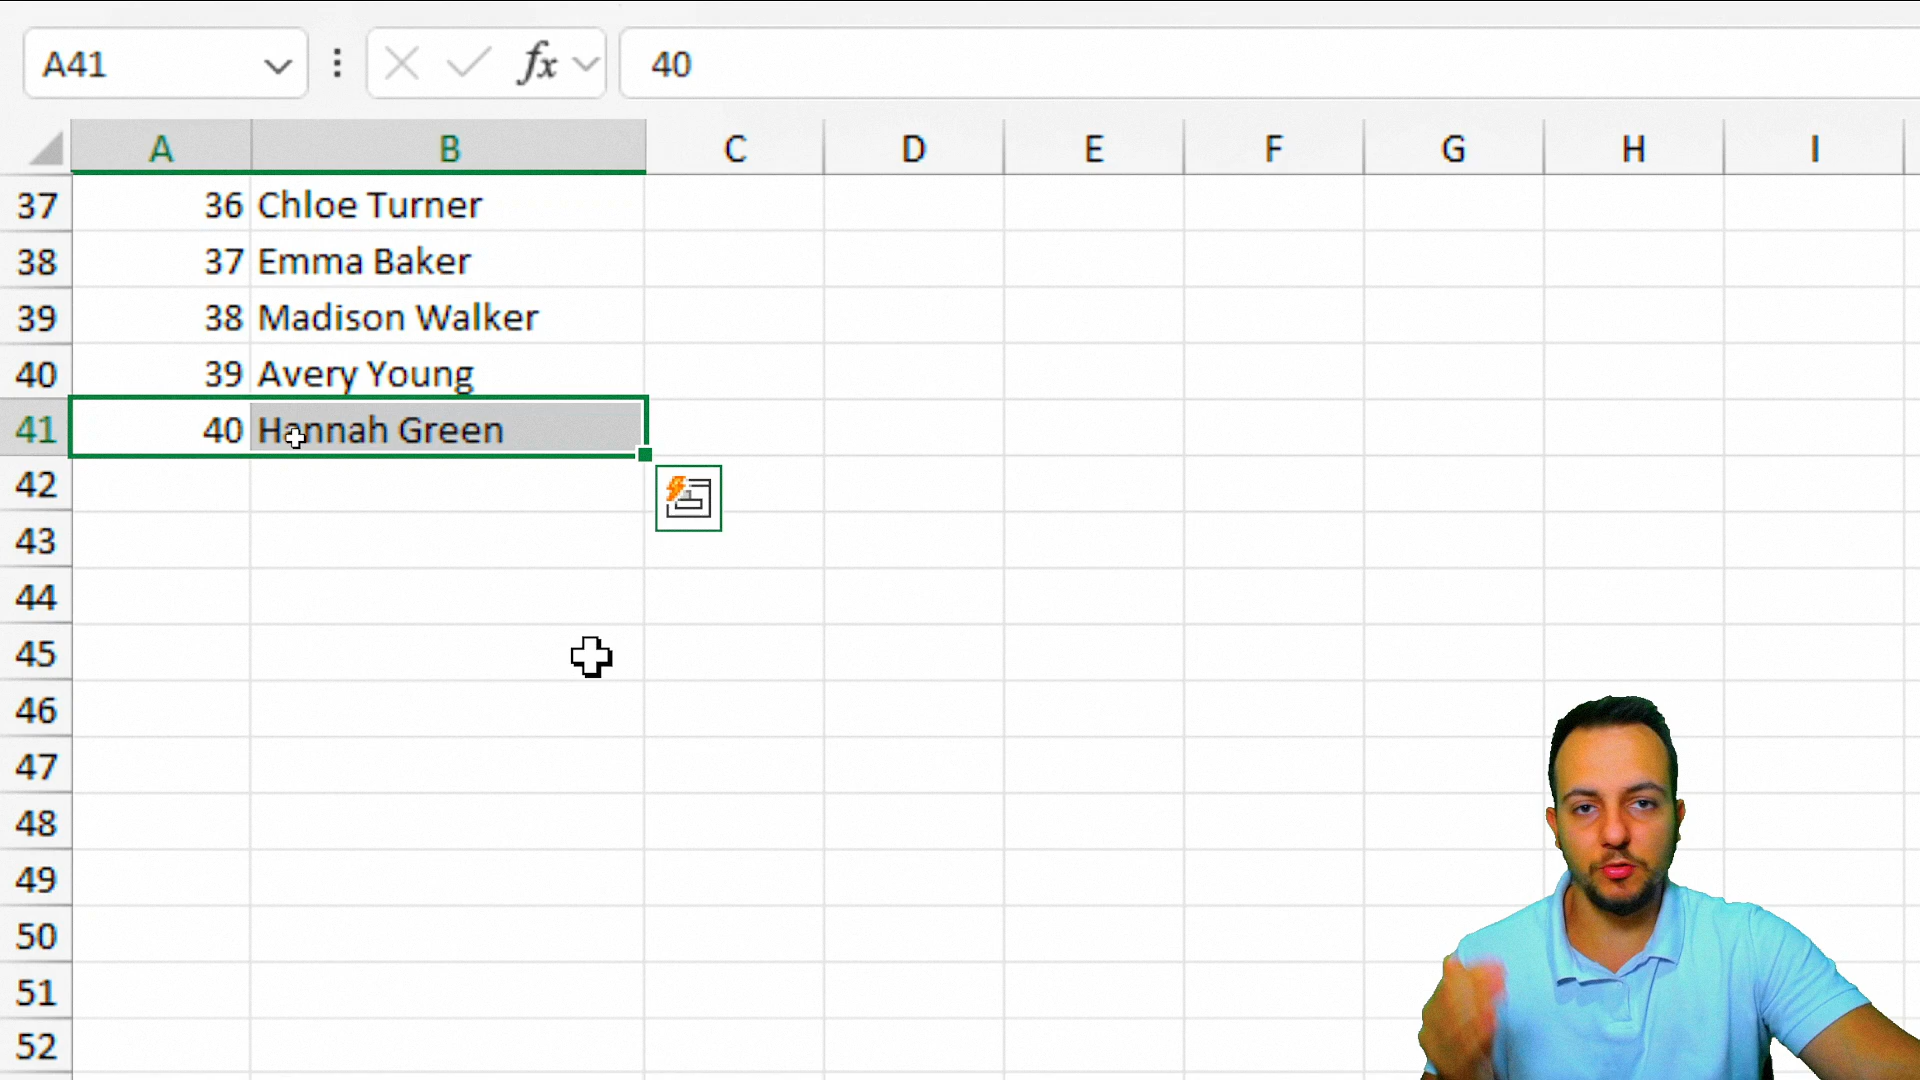 A41 fx 40
A B C D E F G H I
37 36 Chloe Turner
38 37 Emma Baker
39 38 Madison Walker
40 39 Avery Young
41 40 Hannah Green
42
43
44
45
46
47
48
49
50
51
52